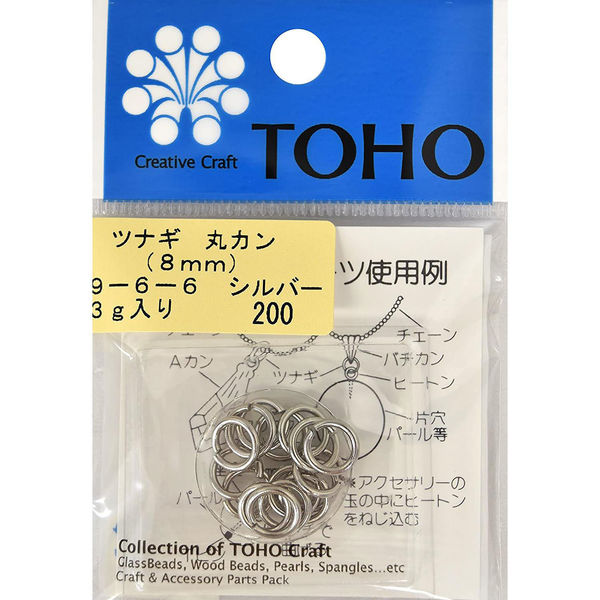 Creative Craft
TOHO
ツナギ 丸カン
(8mm)
9-6-6 シルバー
3g入り 200
ツ使用例
チェーン
Aカン
ツナギ
バチカン
ヒートン
片穴
パール等
パール
*アクセサリーの
玉の中にヒートン
をねじ込む
Collection of TOHO Craft
GlassBeads, Wood Beads, Pearls, Spangles...etc
Craft & Accessory Parts Pack